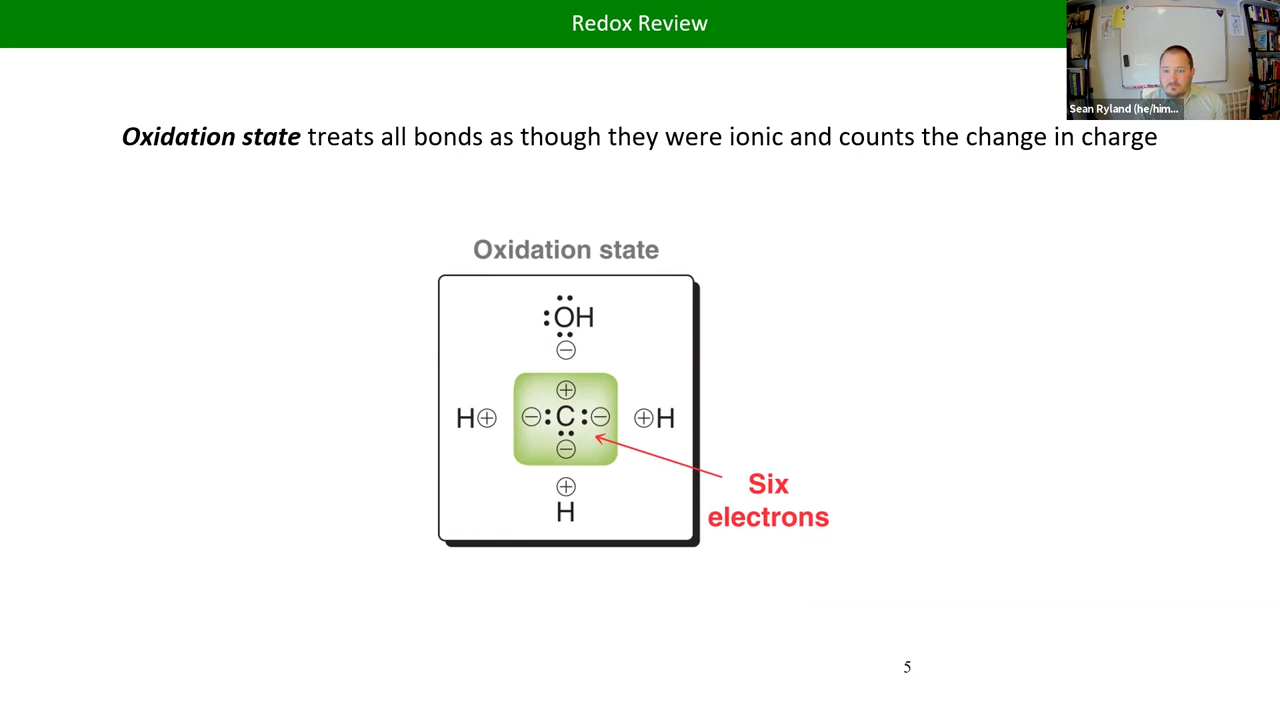 Redox Review
Sean Ryland (he/him...
Oxidation state treats all bonds as though they were ionic and counts the change in charge
Oxidation state
:ÖH
⊖
⊕
H⊕ ⊖:C:⊖ ⊕H
⊖
⊕
H
Six
electrons
5